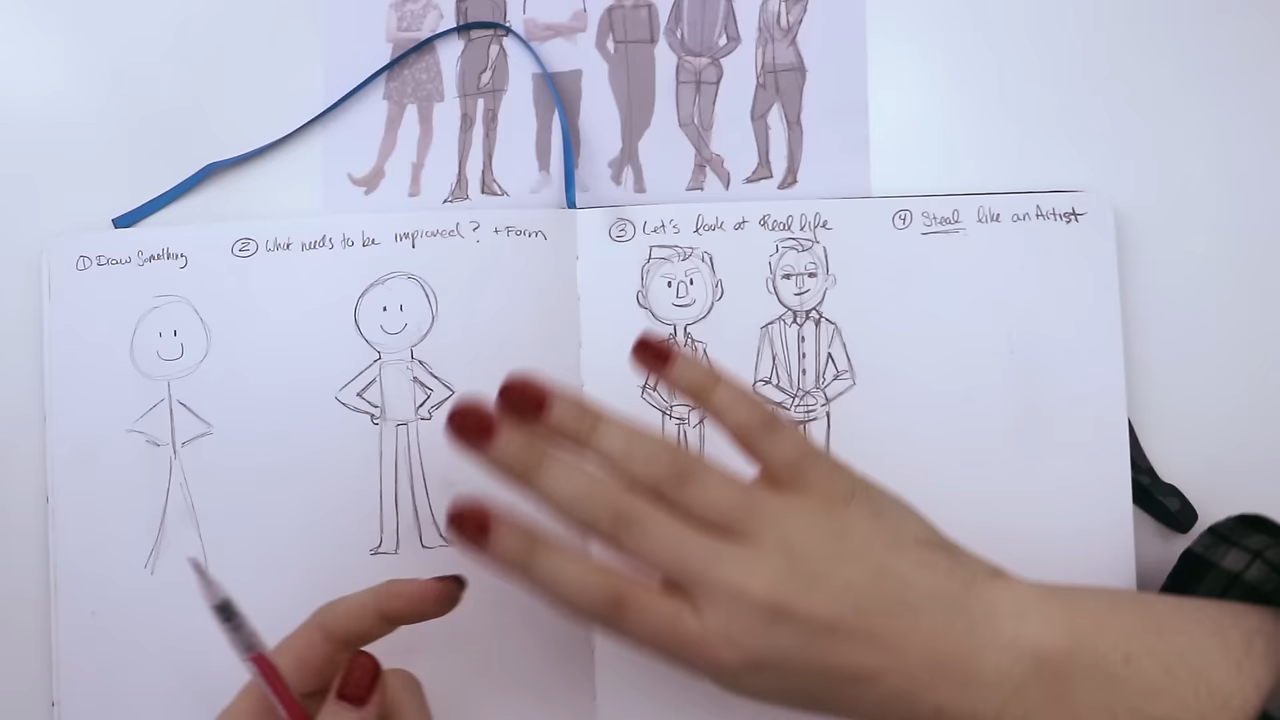 ① Draw Something
② What needs to be improved? + Form
③ Let's look at Real life
④ Steal like an Artist